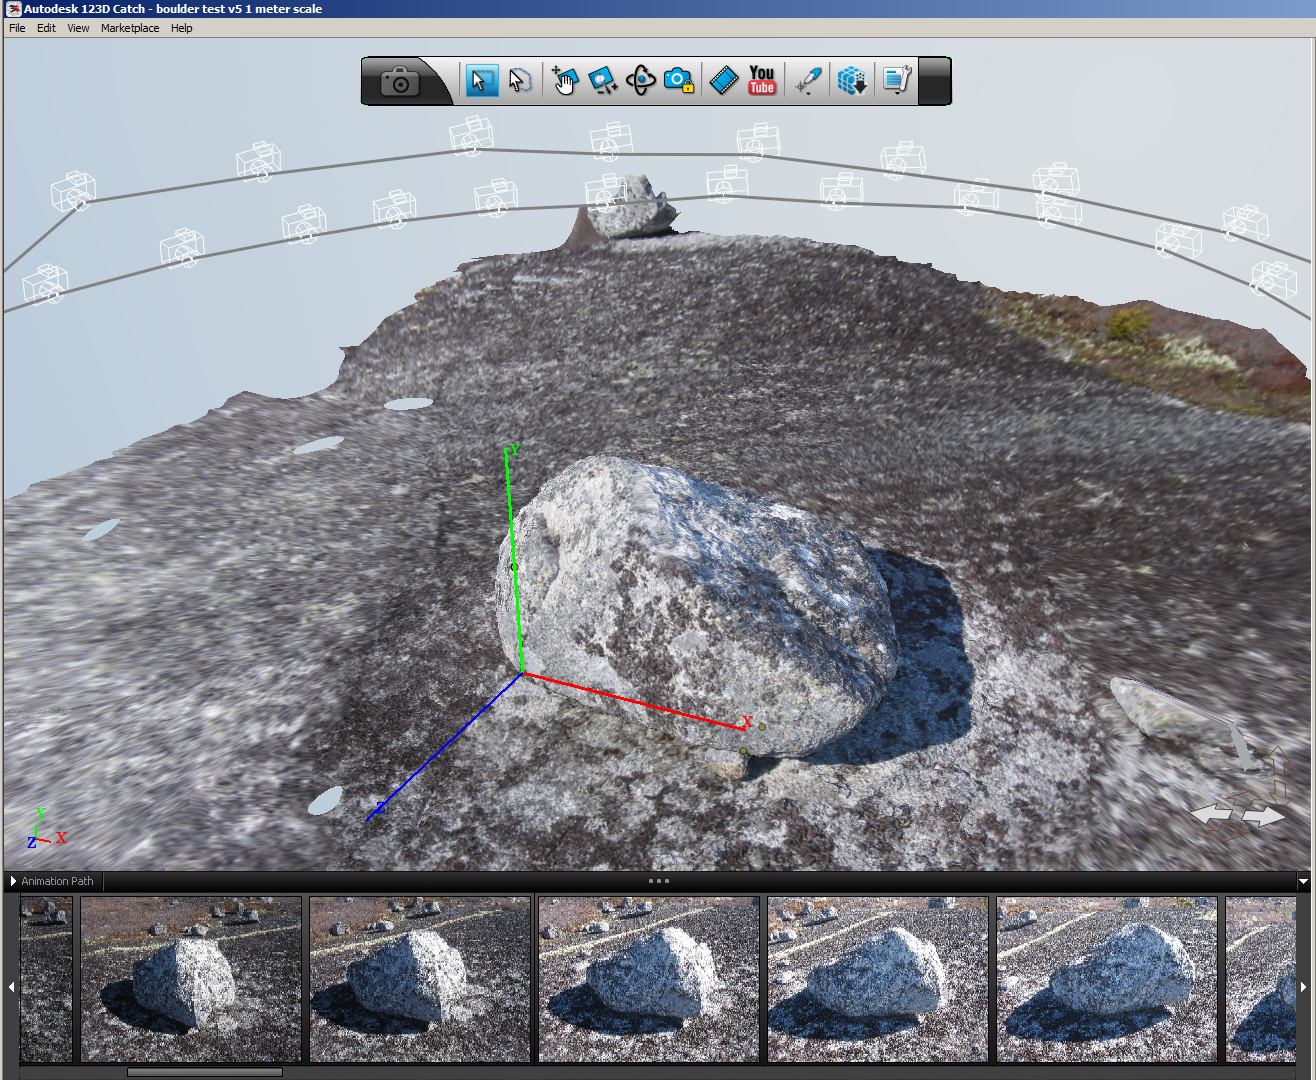 Autodesk 123D Catch - boulder test v5 1 meter scale
File Edit View Marketplace Help
You
Tube
Y
X
Z
Y
Z X
Animation Path